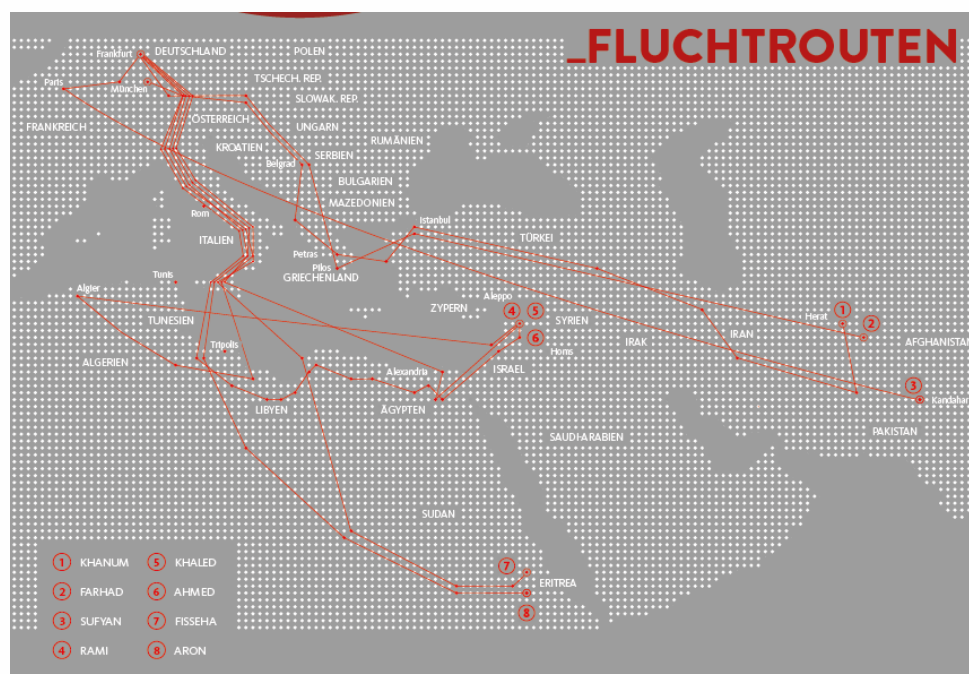 _FLUCHTROUTEN
Frankfurt
DEUTSCHLAND
POLEN
Paris
München
TSCHECH. REP.
SLOWAK. REP.
FRANKREICH
ÖSTERREICH
UNGARN
KROATIEN
RUMÄNIEN
Belgrad
SERBIEN
BULGARIEN
MAZEDONIEN
Rom
Istanbul
ITALIEN
TÜRKEI
Petras
Pilos
GRIECHENLAND
Tunis
Algier
Aleppo
ZYPERN
TUNESIEN
4
5
SYRIEN
Herat
1
2
6
IRAK
IRAN
AFGHANISTAN
Tripolis
Homs
ALGERIEN
ISRAEL
Alexandria
3
Kandahar
LIBYEN
ÄGYPTEN
PAKISTAN
SAUDI-ARABIEN
SUDAN
7
ERITREA
8
1 KHANUM
5 KHALED
2 FARHAD
6 AHMED
3 SUFYAN
7 FISSEHA
4 RAMI
8 ARON